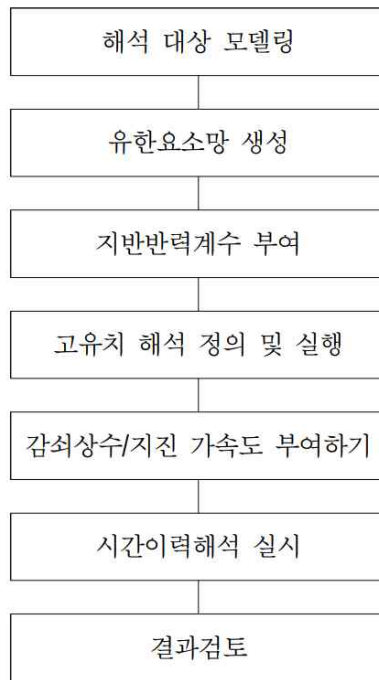 해석 대상 모델링
유한요소망 생성
지반반력계수 부여
고유치 해석 정의 및 실행
감쇠상수/지진 가속도 부여하기
시간이력해석 실시
결과검토